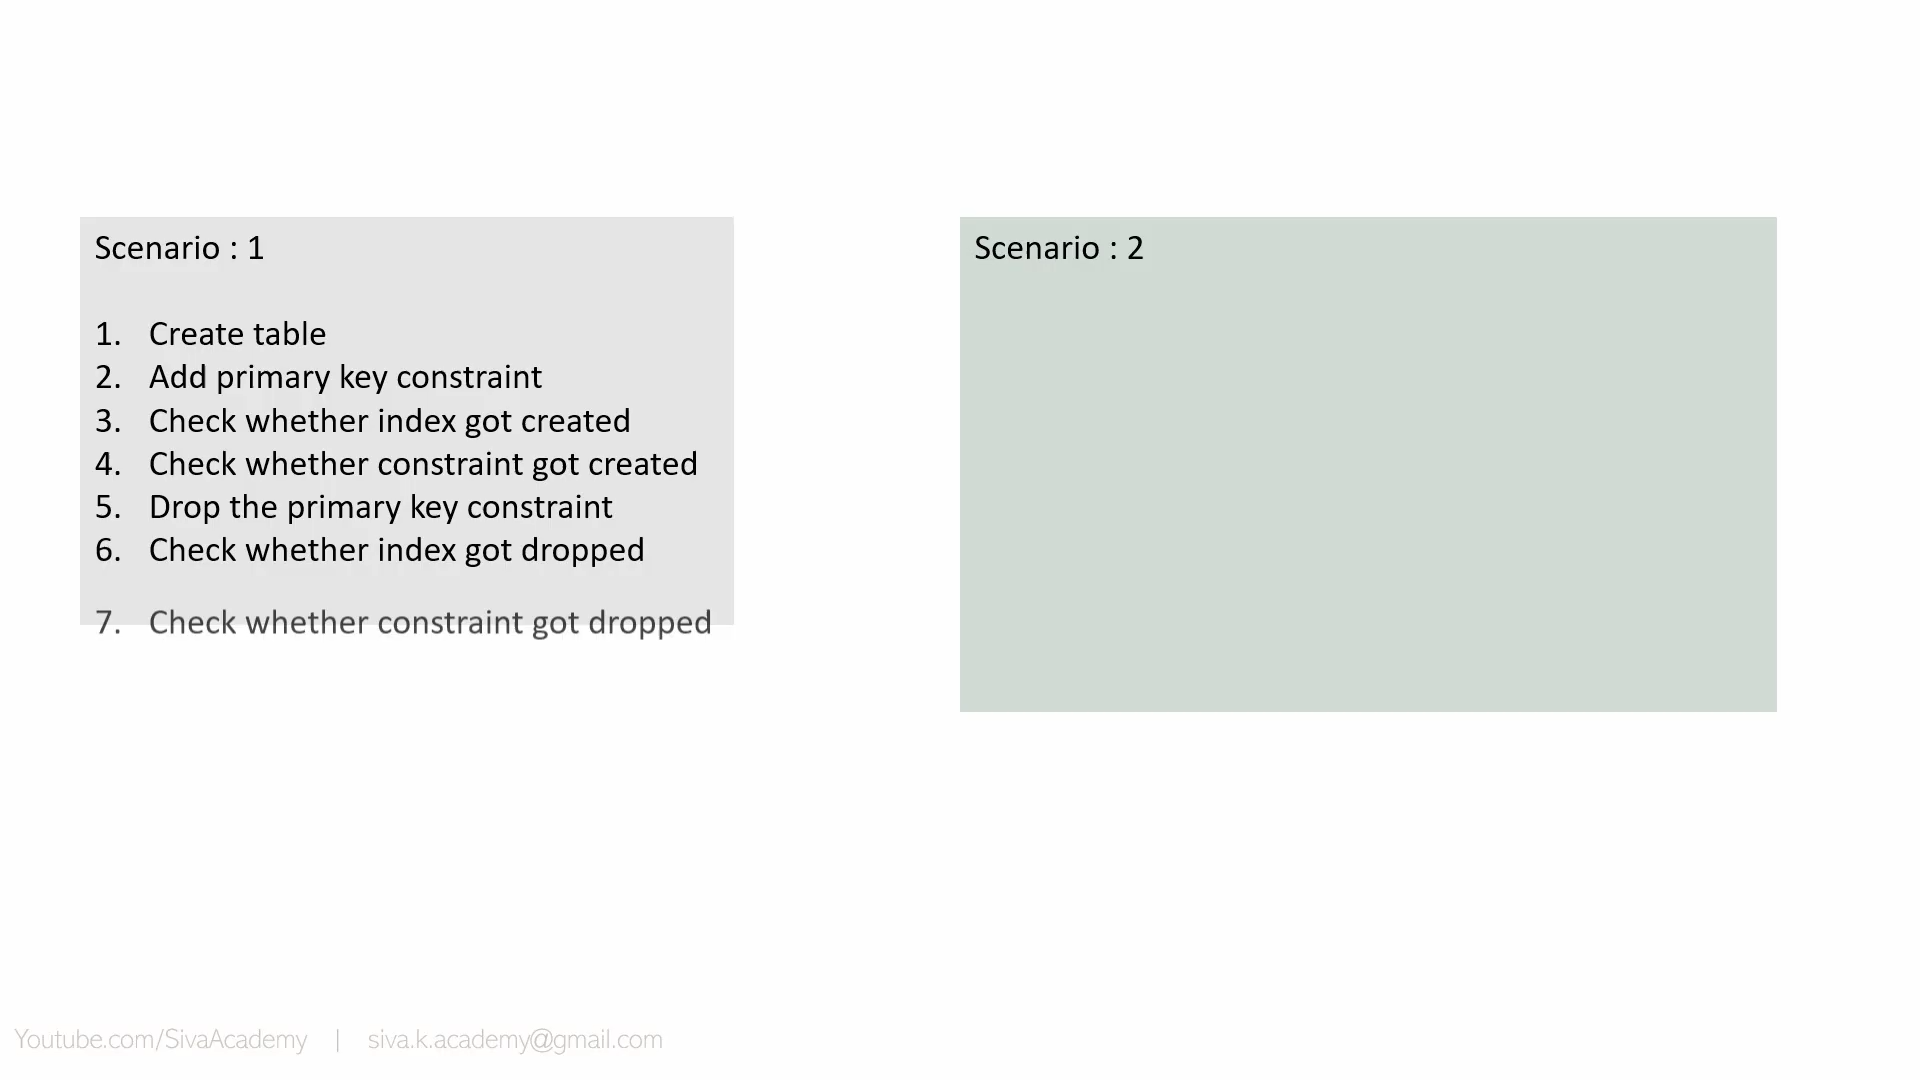 Scenario : 1
1. Create table
2. Add primary key constraint
3. Check whether index got created
4. Check whether constraint got created
5. Drop the primary key constraint
6. Check whether index got dropped
7. Check whether constraint got dropped
Scenario : 2
Youtube.com/SivaAcademy | siva.k.academy@gmail.com